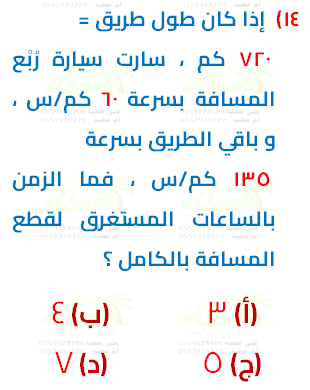 ١٤) إذا كان طول طريق =
٧٢٠ كم ، سارت سيارة رُبْع
المسافة بسرعة ٦٠ كم/س ،
و باقي الطريق بسرعة
١٣٥ كم/س ، فما الزمن
بالساعات المستغرق لقطع
المسافة بالكامل ؟
(أ) ٣ (ب) ٤
(ج) ٥ (د) ٧